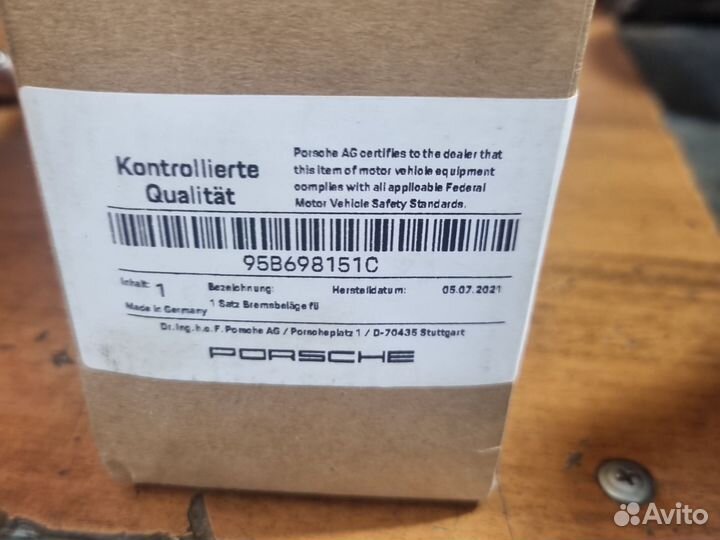 Kontrollierte
Qualität
Porsche AG certifies to the dealer that
this item of motor vehicle equipment
complies with all applioable Federal
Motor Vehicle Safety Standards.
95B698151C
Inhalt: 1
Bezeichnung:
Herstelldatum: 05.07.2021
Made in Germany
1 Satz Bremsbeläge fü
Dr. Ing. h.c. F. Porsche AG / Porscheplatz 1 / D-70435 Stuttgart
PORSCHE
Avito